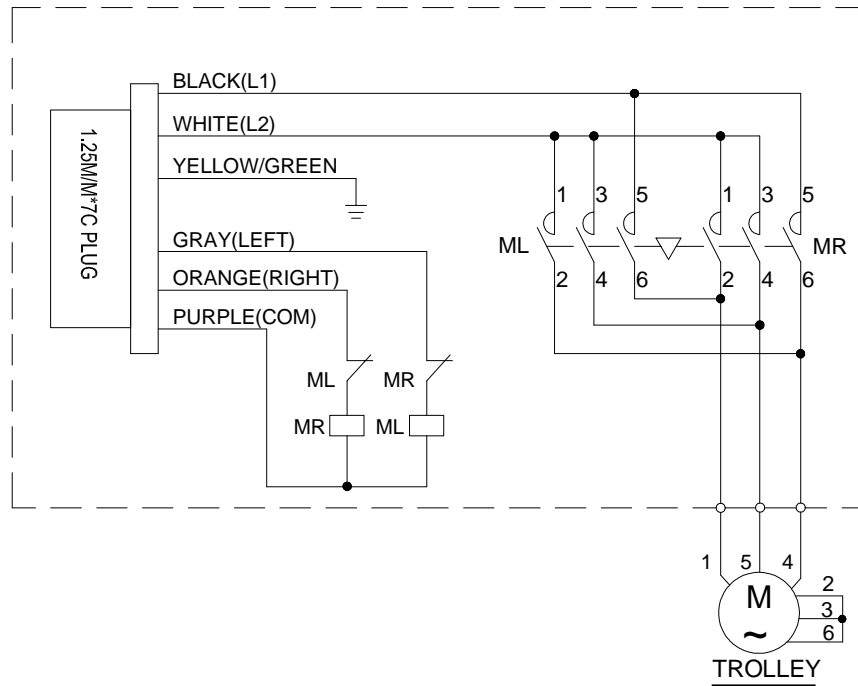 BLACK(L1)
WHITE(L2)
YELLOW/GREEN
1.25M/M*7C PLUG
GRAY(LEFT)
ORANGE(RIGHT)
PURPLE(COM)
1 3 5 1 3 5
ML MR
2 4 6 2 4 6
ML MR
MR ML
1 5 4
2
M
3
~
6
TROLLEY